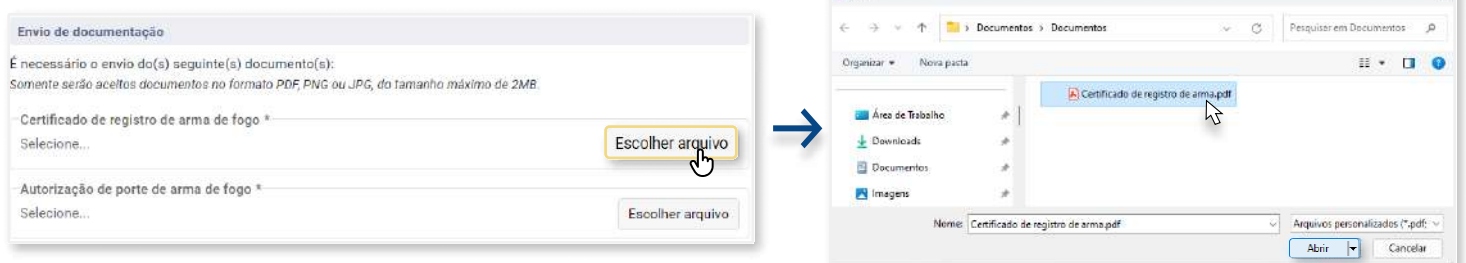 Envio de documentação
É necessário o envio do(s) seguinte(s) documento(s):
Somente serão aceitos documentos no formato PDF, PNG ou JPG, do tamanho máximo de 2MB.
Certificado de registro de arma de fogo *
Selecione...
Escolher arquivo
Autorização de porte de arma de fogo *
Selecione...
Escolher arquivo
Documentos > Documentos
Pesquisar em Documentos
Organizar
Nova pasta
Certificado de registro de arma.pdf
Área de Trabalho
Downloads
Documentos
Imagens
Nome: Certificado de registro de arma.pdf
Arquivos personalizados (*.pdf;
Abrir
Cancelar